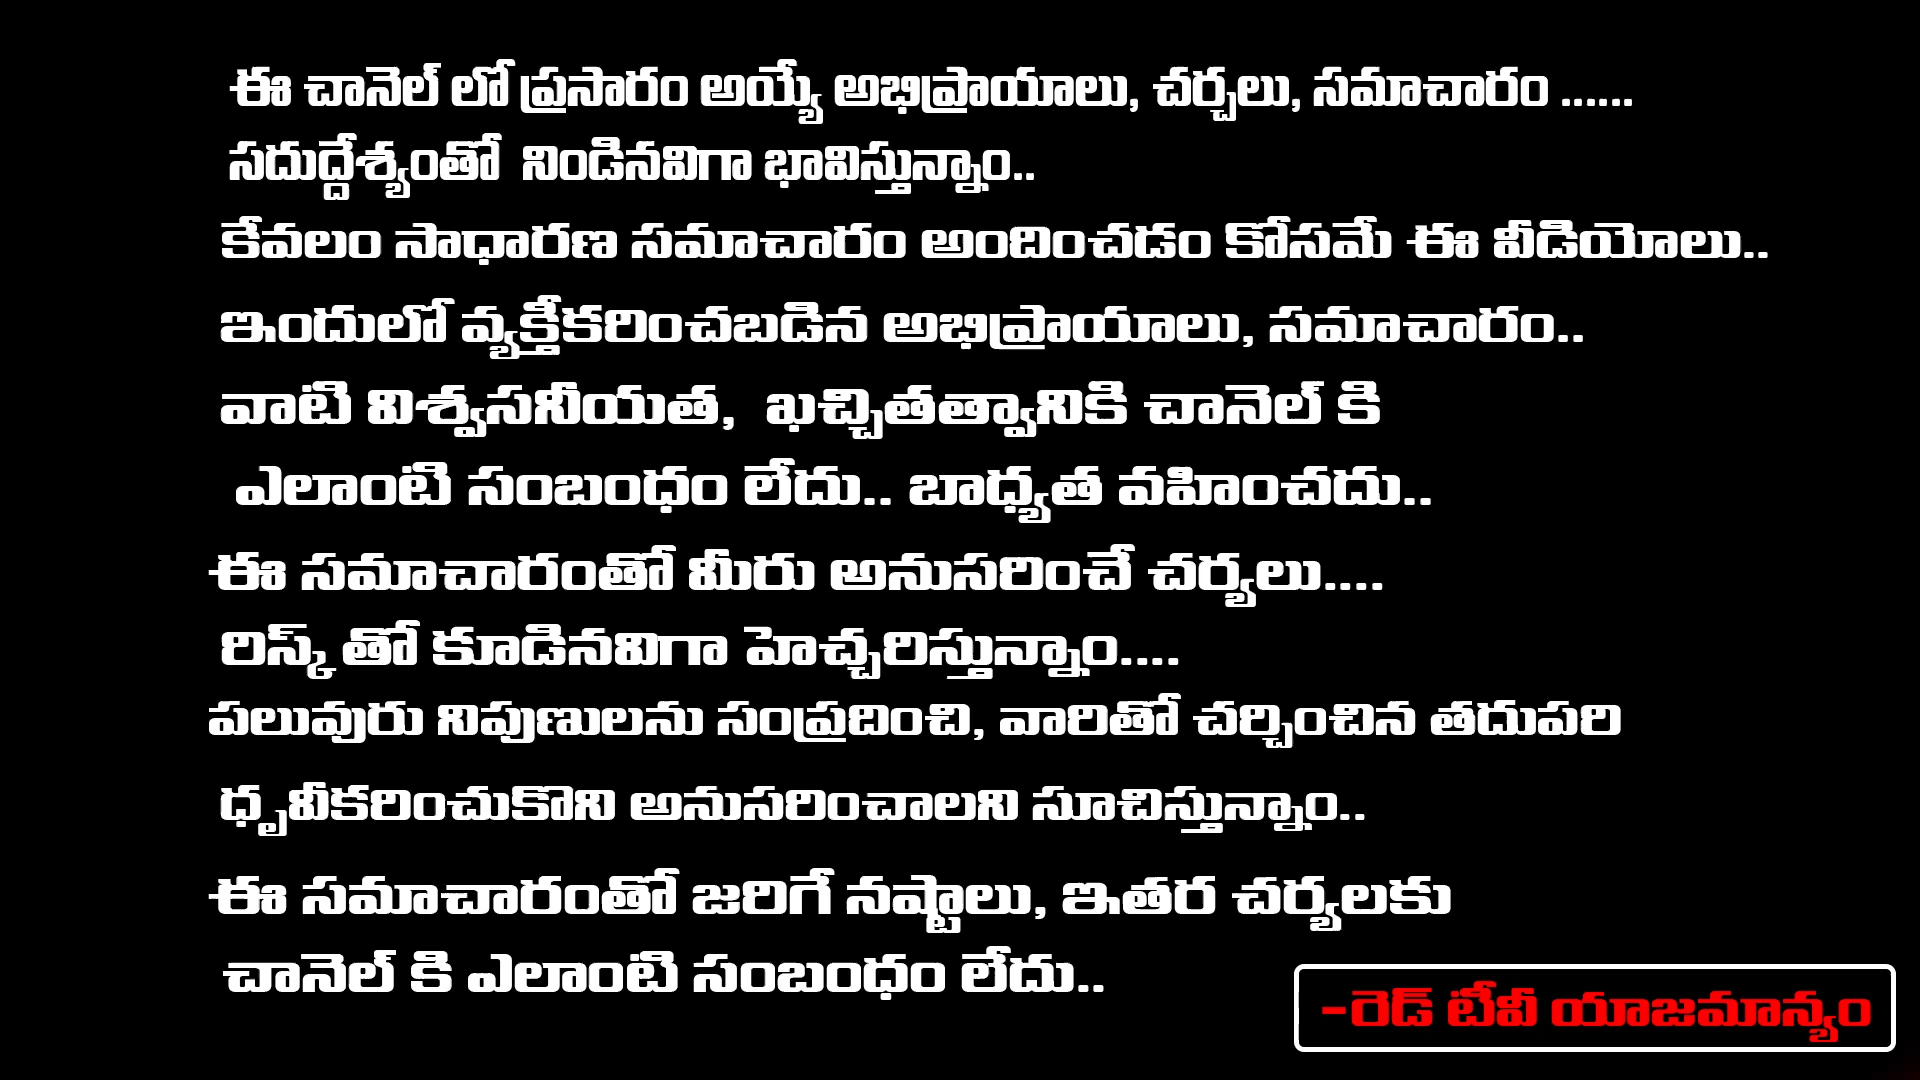 ఈ చానెల్ లో ప్రసారం అయ్యే అభిప్రాయాలు, చర్చలు, సమాచారం ......
సదుద్దేశ్యంతో నిండినవిగా భావిస్తున్నాం..
కేవలం సాధారణ సమాచారం అందించడం కోసమే ఈ వీడియోలు..
ఇందులో వ్యక్తీకరించబడిన అభిప్రాయాలు, సమాచారం..
వాటి విశ్వసనీయత, ఖచ్చితత్వానికి చానెల్ కి
ఎలాంటి సంబంధం లేదు.. బాధ్యత వహించదు..
ఈ సమాచారంతో మీరు అనుసరించే చర్యలు....
రిస్క్ తో కూడినవిగా హెచ్చరిస్తున్నాం....
పలువురు నిపుణులను సంప్రదించి, వారితో చర్చించిన తదుపరి
ధృవీకరించుకొని అనుసరించాలని సూచిస్తున్నాం..
ఈ సమాచారంతో జరిగే నష్టాలు, ఇతర చర్యలకు
చానెల్ కి ఎలాంటి సంబంధం లేదు..
-రెడ్ టీవీ యాజమాన్యం